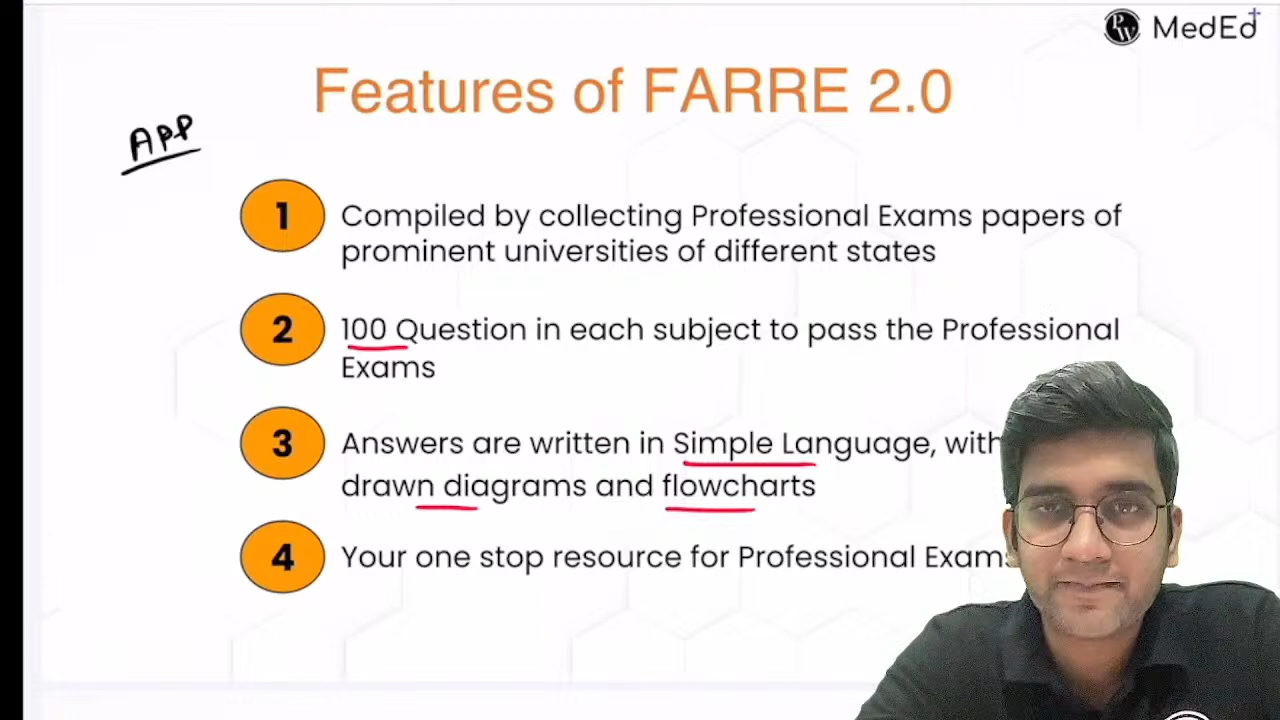 PW MedEd
Features of FARRE 2.0
APP
1 Compiled by collecting Professional Exams papers of
prominent universities of different states
2 100 Question in each subject to pass the Professional
Exams
3 Answers are written in Simple Language, with
drawn diagrams and flowcharts
4 Your one stop resource for Professional Exams